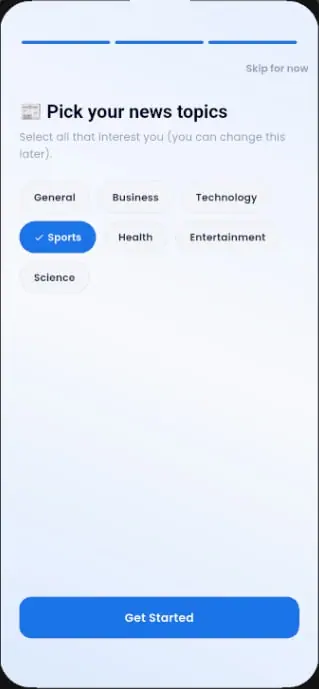 Skip for now
📰 Pick your news topics
Select all that interest you (you can change this
later).
General Business Technology
✓ Sports Health Entertainment
Science
Get Started